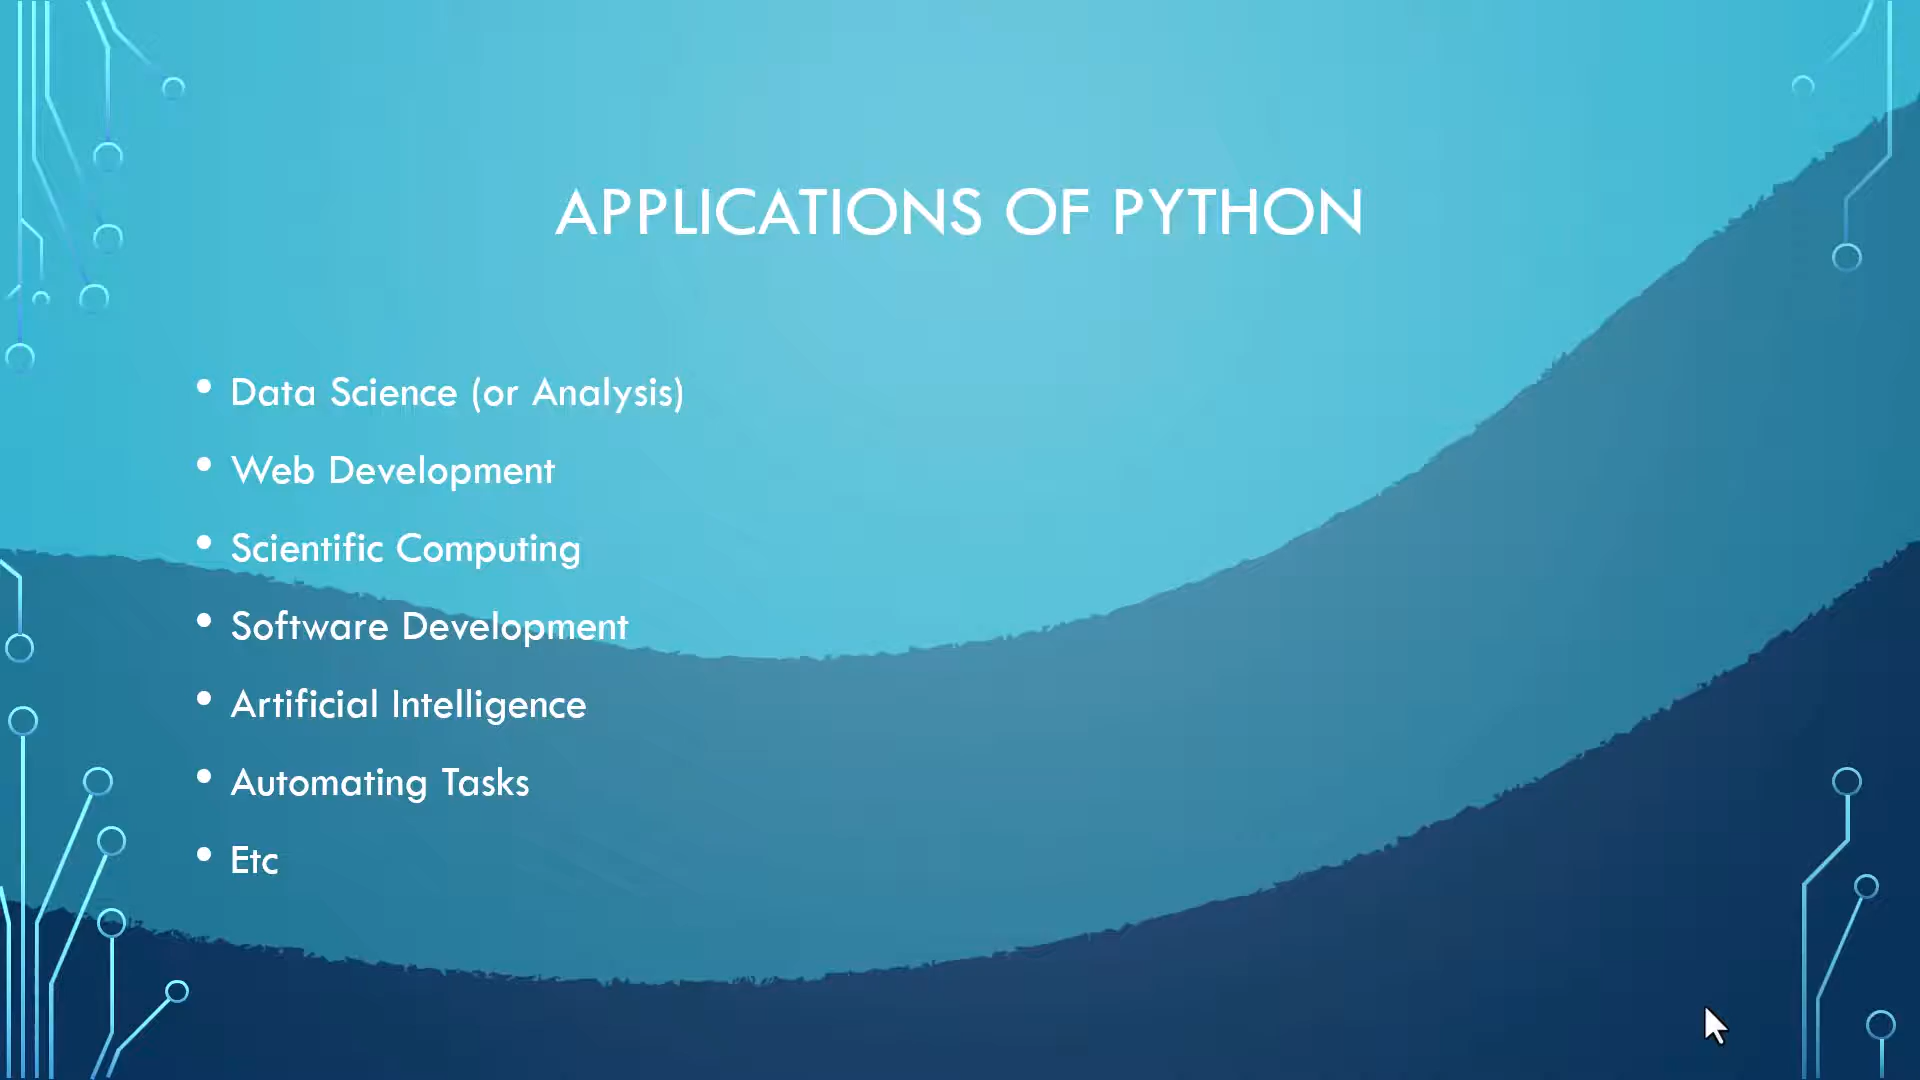 APPLICATIONS OF PYTHON
• Data Science (or Analysis)
• Web Development
• Scientific Computing
• Software Development
• Artificial Intelligence
• Automating Tasks
• Etc